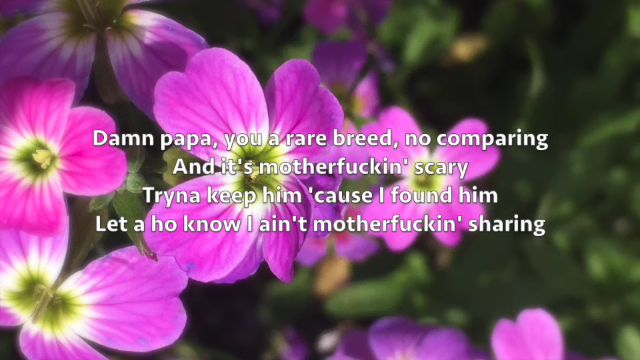 Damn papa, you a rare breed, no comparing
And it's motherfuckin' scary
Tryna keep him 'cause I found him
Let a ho know I ain't motherfuckin' sharing